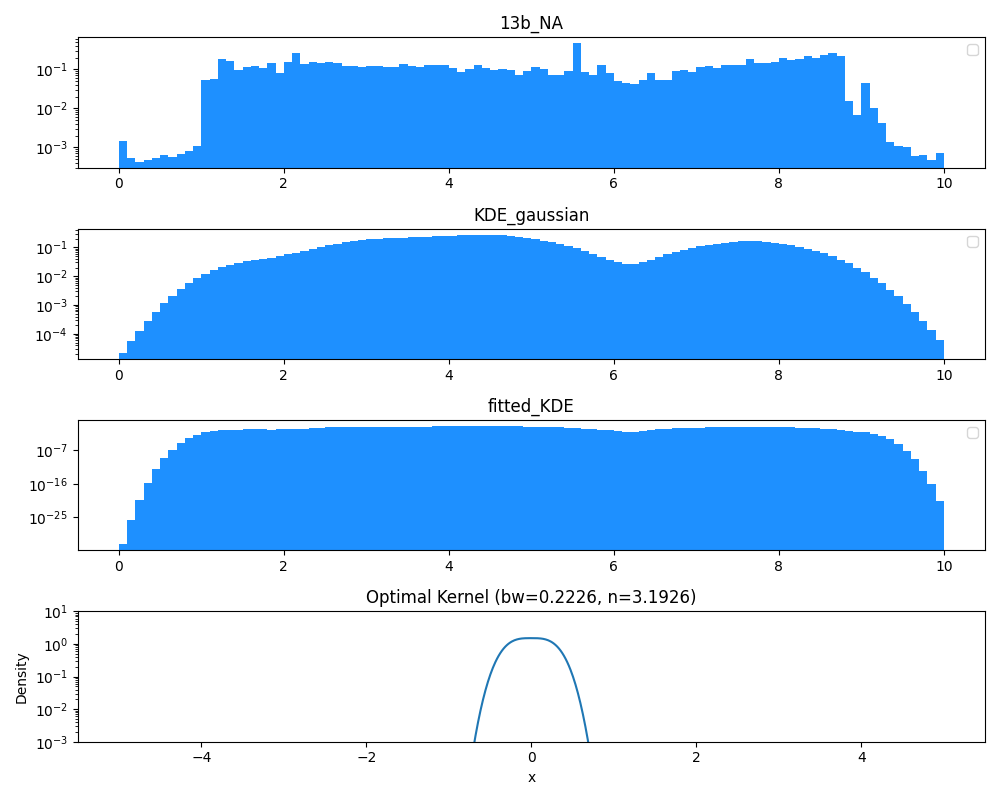 13b_NA
10⁻¹
10⁻²
10⁻³
0 2 4 6 8 10
KDE_gaussian
10⁻¹
10⁻²
10⁻³
10⁻⁴
0 2 4 6 8 10
fitted_KDE
10⁻⁷
10⁻¹⁶
10⁻²⁵
0 2 4 6 8 10
Optimal Kernel (bw=0.2226, n=3.1926)
Density
10¹
10⁰
10⁻¹
10⁻²
10⁻³
−4 −2 0 2 4
x